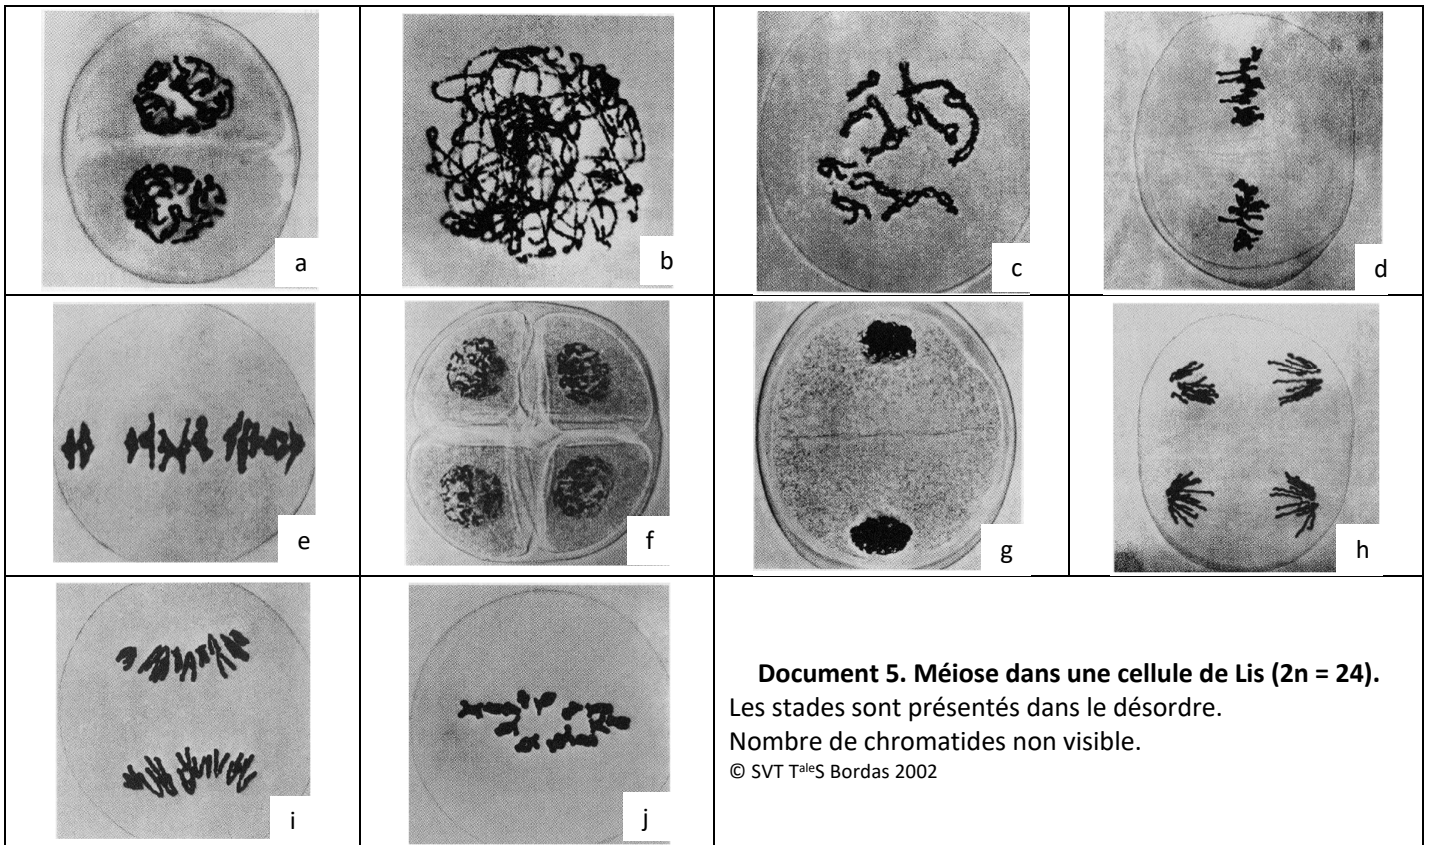 a
b
c
d
e
f
g
h
i
j
Document 5. Méiose dans une cellule de Lis (2n = 24).
Les stades sont présentés dans le désordre.
Nombre de chromatides non visible.
© SVT TaleS Bordas 2002